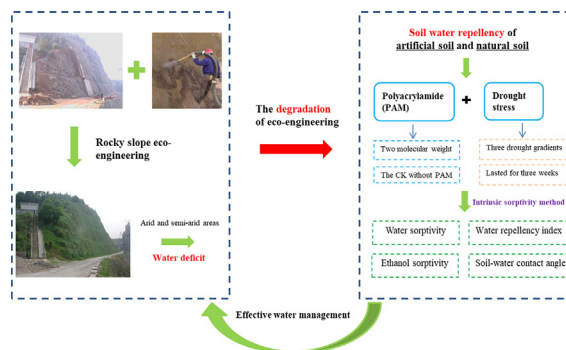 Rocky slope eco-
engineering
Arid and semi-arid areas
Water deficit
The degradation
of eco-engineering
Soil water repellency of
artificial soil and natural soil
Polyacrylamide
(PAM)
+
Drought
stress
Two molecular weight
The CK without PAM
Three drought gradients
Lasted for three weeks
Intrinsic sorptivity method
Water sorptivity
Water repellency index
Ethanol sorptivity
Soil-water contact angle
Effective water management